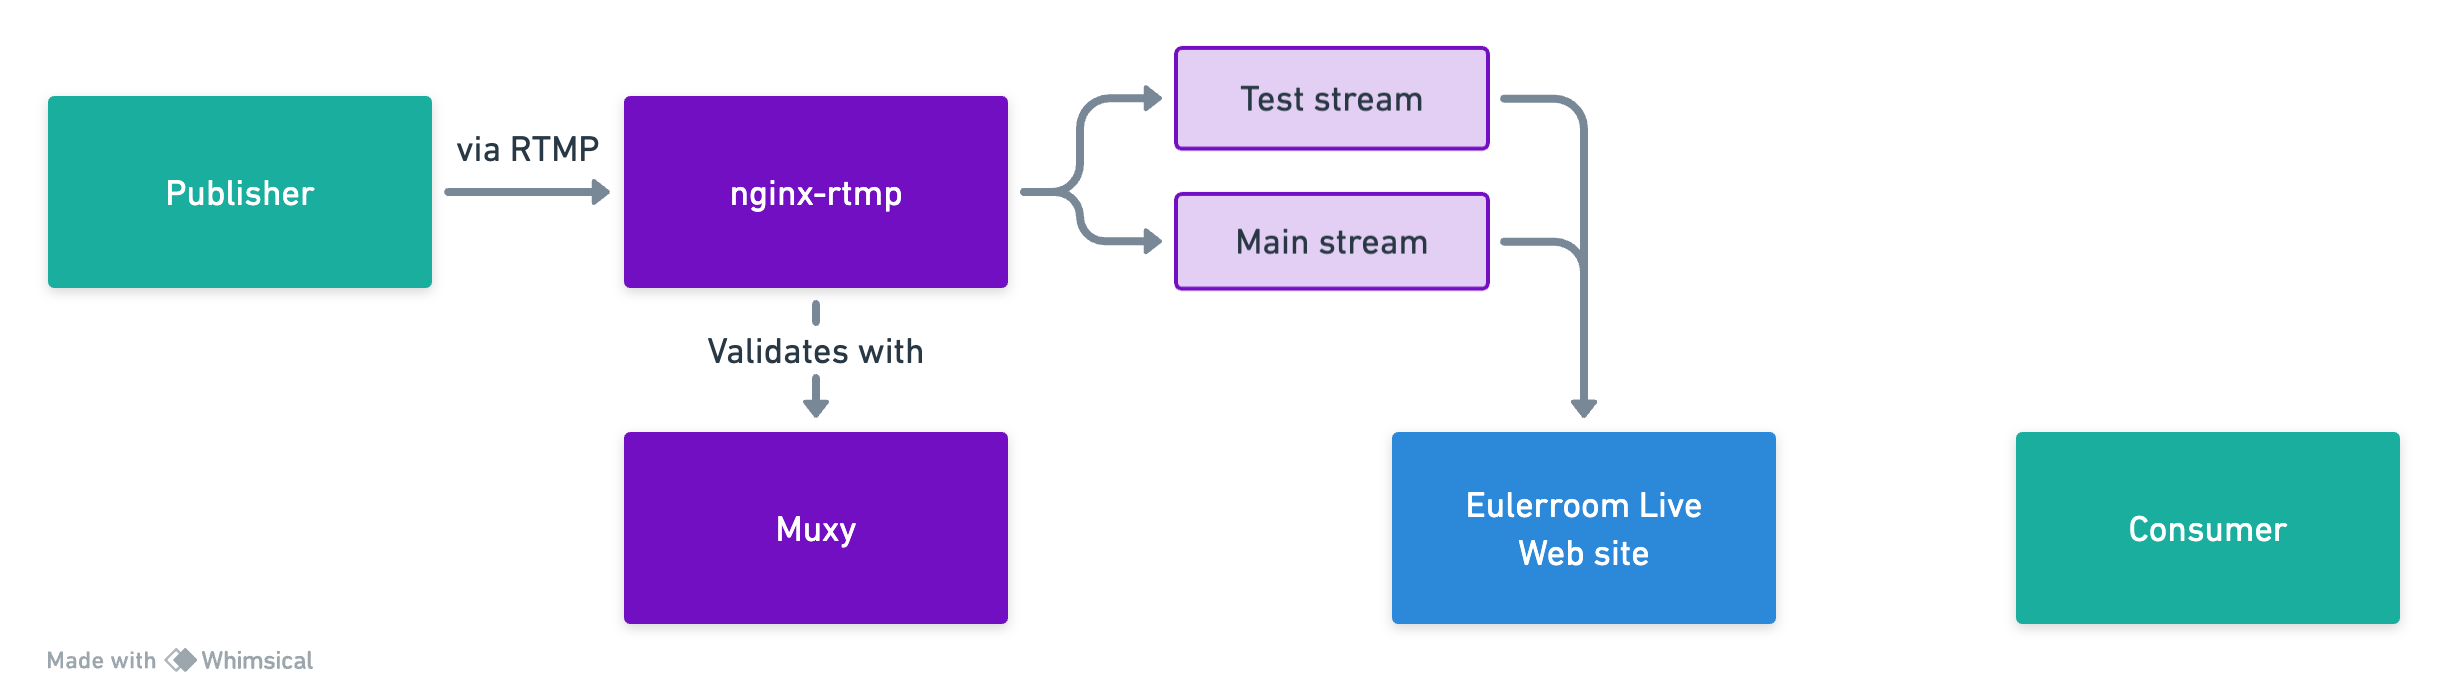 Publisher
via RTMP
nginx-rtmp
Test stream
Main stream
Validates with
Muxy
Eulerroom Live
Web site
Consumer
Made with Whimsical